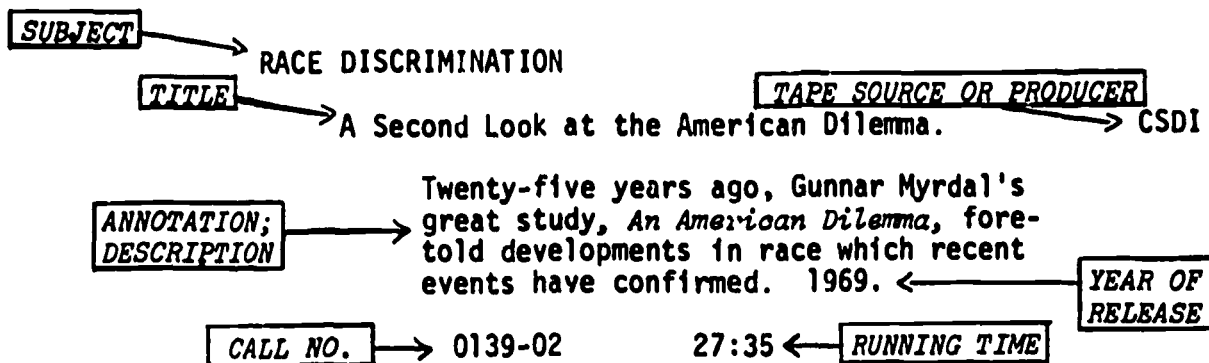 SUBJECT
RACE DISCRIMINATION
TITLE
TAPE SOURCE OR PRODUCER
A Second Look at the American Dilemma. CSDI
Twenty-five years ago, Gunnar Myrdal's
ANNOTATION; great study, An American Dilemma, fore-
DESCRIPTION told developments in race which recent
events have confirmed. 1969. YEAR OF
RELEASE
CALL NO. 0139-02 27:35 RUNNING TIME